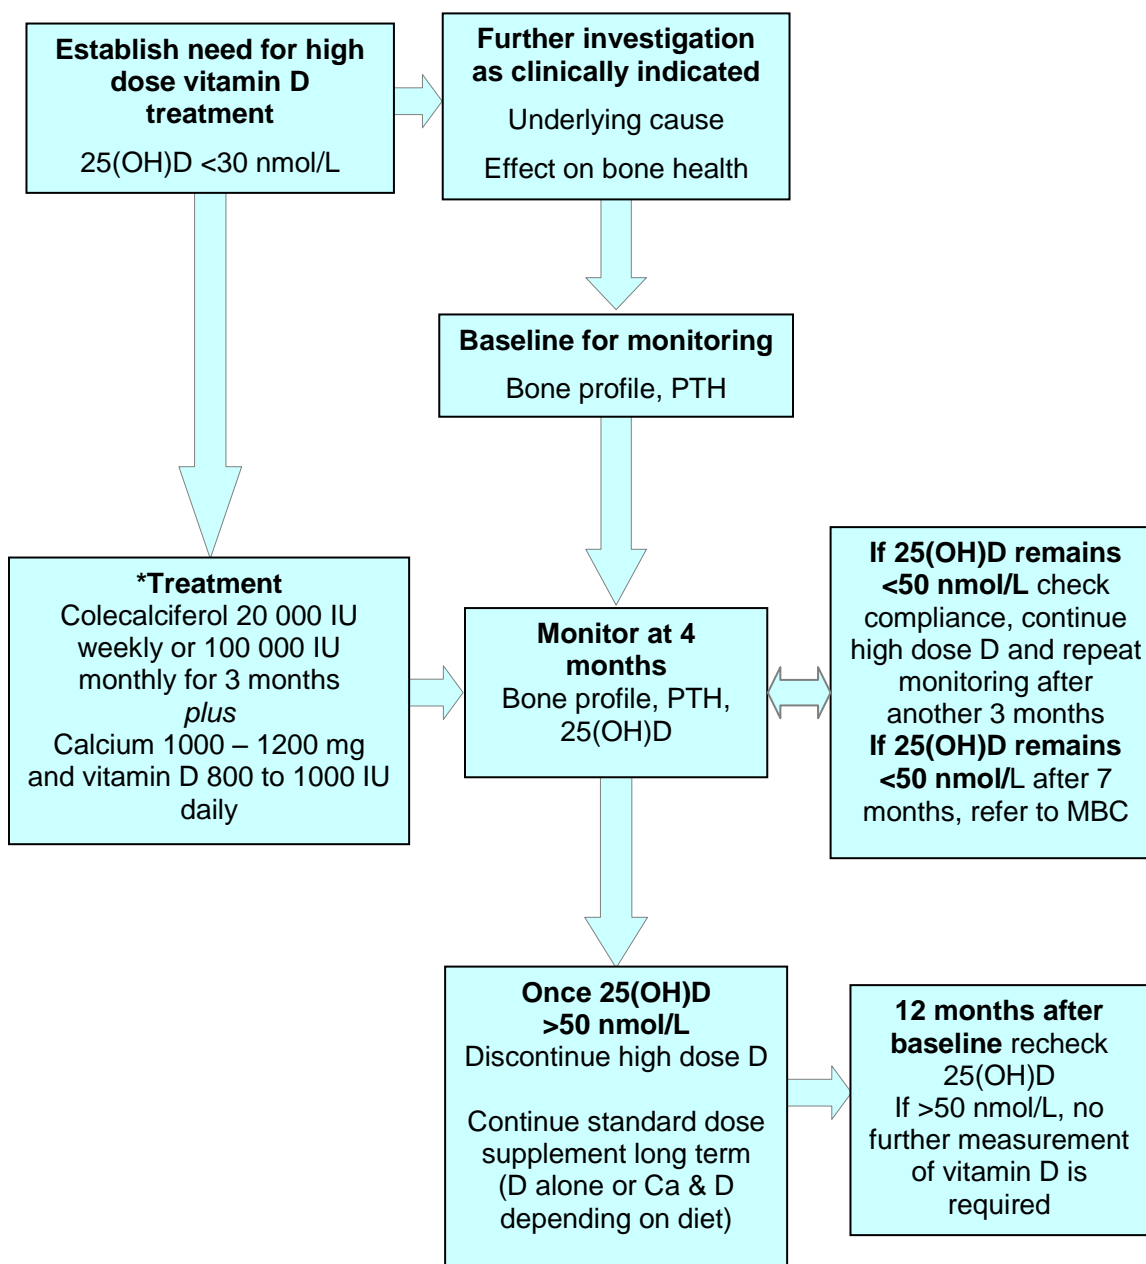 Establish need for high
dose vitamin D
treatment
25(OH)D <30 nmol/L
Further investigation
as clinically indicated
Underlying cause
Effect on bone health
Baseline for monitoring
Bone profile, PTH
*Treatment
Colecalciferol 20 000 IU
weekly or 100 000 IU
monthly for 3 months
plus
Calcium 1000 – 1200 mg
and vitamin D 800 to 1000 IU
daily
Monitor at 4
months
Bone profile, PTH,
25(OH)D
If 25(OH)D remains
<50 nmol/L check
compliance, continue
high dose D and repeat
monitoring after
another 3 months
If 25(OH)D remains
<50 nmol/L after 7
months, refer to MBC
Once 25(OH)D
>50 nmol/L
Discontinue high dose D
Continue standard dose
supplement long term
(D alone or Ca & D
depending on diet)
12 months after
baseline recheck
25(OH)D
If >50 nmol/L, no
further measurement
of vitamin D is
required